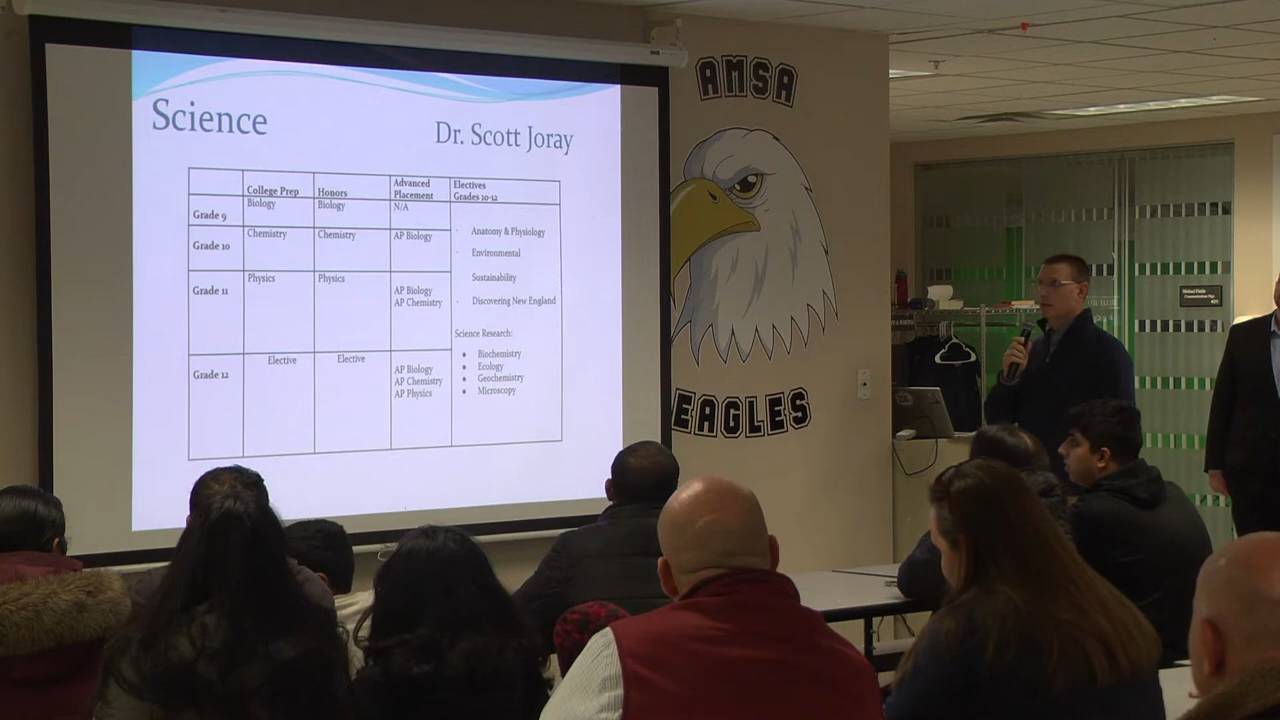 AMSA
EAGLES
Science
Dr. Scott Joray
College Prep
Honors
Advanced
Placement
Electives
Grades 10-12
Grade 9
Biology
Biology
N/A
Grade 10
Chemistry
Chemistry
AP Biology
Grade 11
Physics
Physics
AP Biology
AP Chemistry
Grade 12
Elective
Elective
AP Biology
AP Chemistry
AP Physics
Anatomy & Physiology
Environmental
Sustainability
Discovering New England
Science Research:
Biochemistry
Ecology
Geochemistry
Microscopy